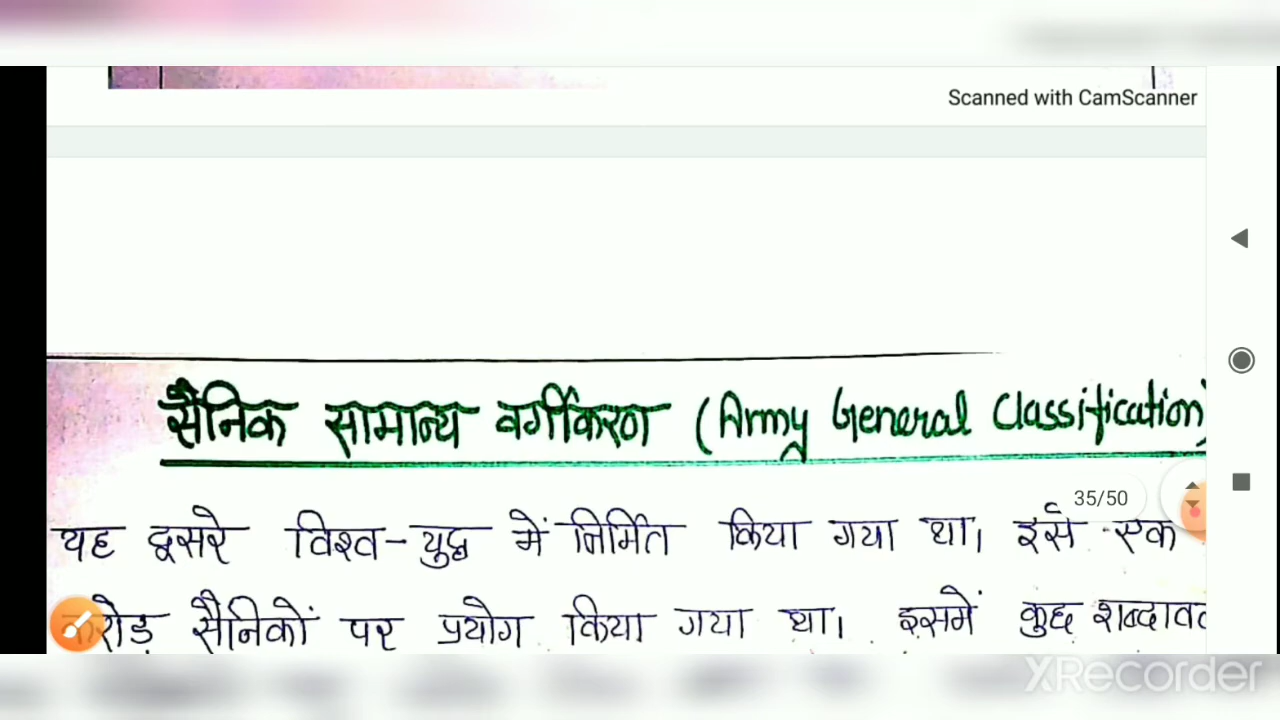 Scanned with CamScanner
सैनिक सामान्य वर्गीकरण (Army General Classification)
35/50
यह दूसरे विश्व-युद्ध में निर्मित किया गया था। इसे एक
करोड़ सैनिकों पर प्रयोग किया गया था। इसमें कुछ
XRecorder